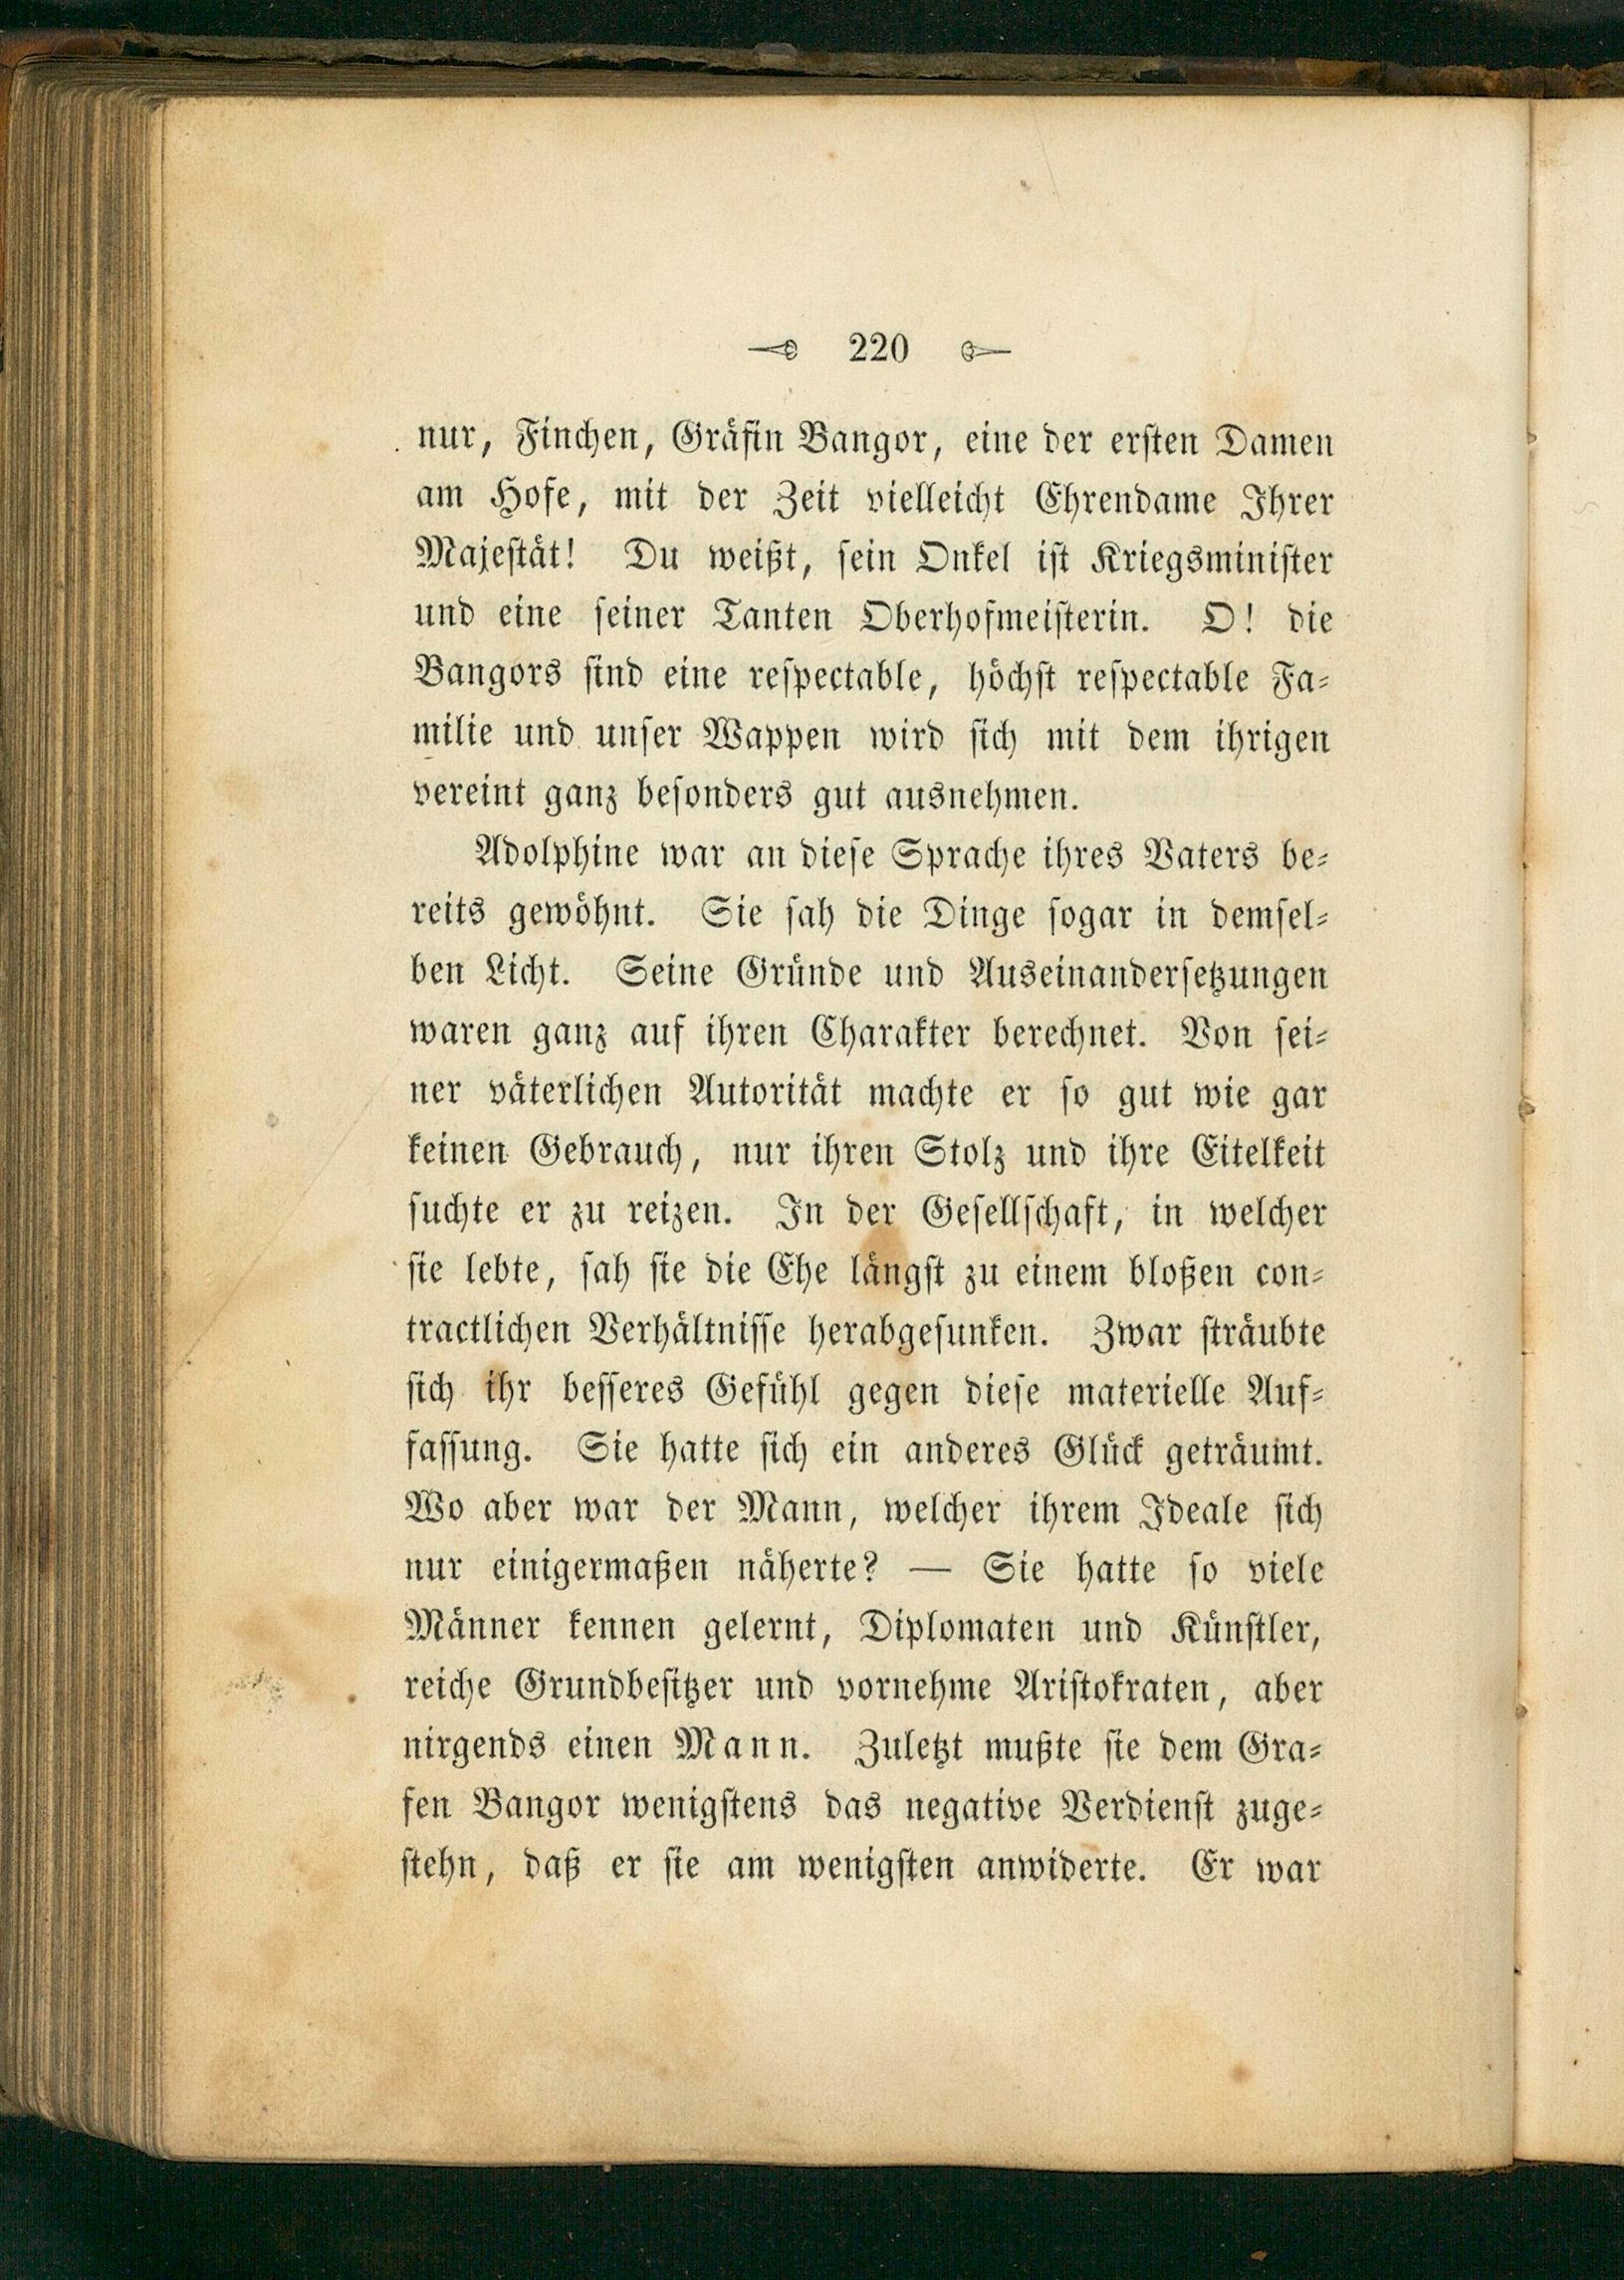 220
nur, Finchen, Gräfin Bangor, eine der ersten Damen
am Hofe, mit der Zeit vielleicht Ehrendame Ihrer
Majestät! Du weißt, sein Onkel ist Kriegsminister
und eine seiner Tanten Oberhofmeisterin. O! die
Bangors sind eine respectable, höchst respectable Fa-
milie und unser Wappen wird sich mit dem ihrigen
vereint ganz besonders gut ausnehmen.
Adolphine war an diese Sprache ihres Vaters be-
reits gewöhnt. Sie sah die Dinge sogar in demsel-
ben Licht. Seine Gründe und Auseinandersetzungen
waren ganz auf ihren Charakter berechnet. Von sei-
ner väterlichen Autorität machte er so gut wie gar
keinen Gebrauch, nur ihren Stolz und ihre Eitelkeit
suchte er zu reizen. In der Gesellschaft, in welcher
sie lebte, sah sie die Ehe längst zu einem bloßen con-
tractlichen Verhältnisse herabgesunken. Zwar sträubte
sich ihr besseres Gefühl gegen diese materielle Auf-
fassung. Sie hatte sich ein anderes Glück geträumt.
Wo aber war der Mann, welcher ihrem Ideale sich
nur einigermaßen näherte? — Sie hatte so viele
Männer kennen gelernt, Diplomaten und Künstler,
reiche Grundbesitzer und vornehme Aristokraten, aber
nirgends einen Mann. Zuletzt mußte sie dem Gra-
fen Bangor wenigstens das negative Verdienst zuge-
stehn, daß er sie am wenigsten anwiderte. Er war